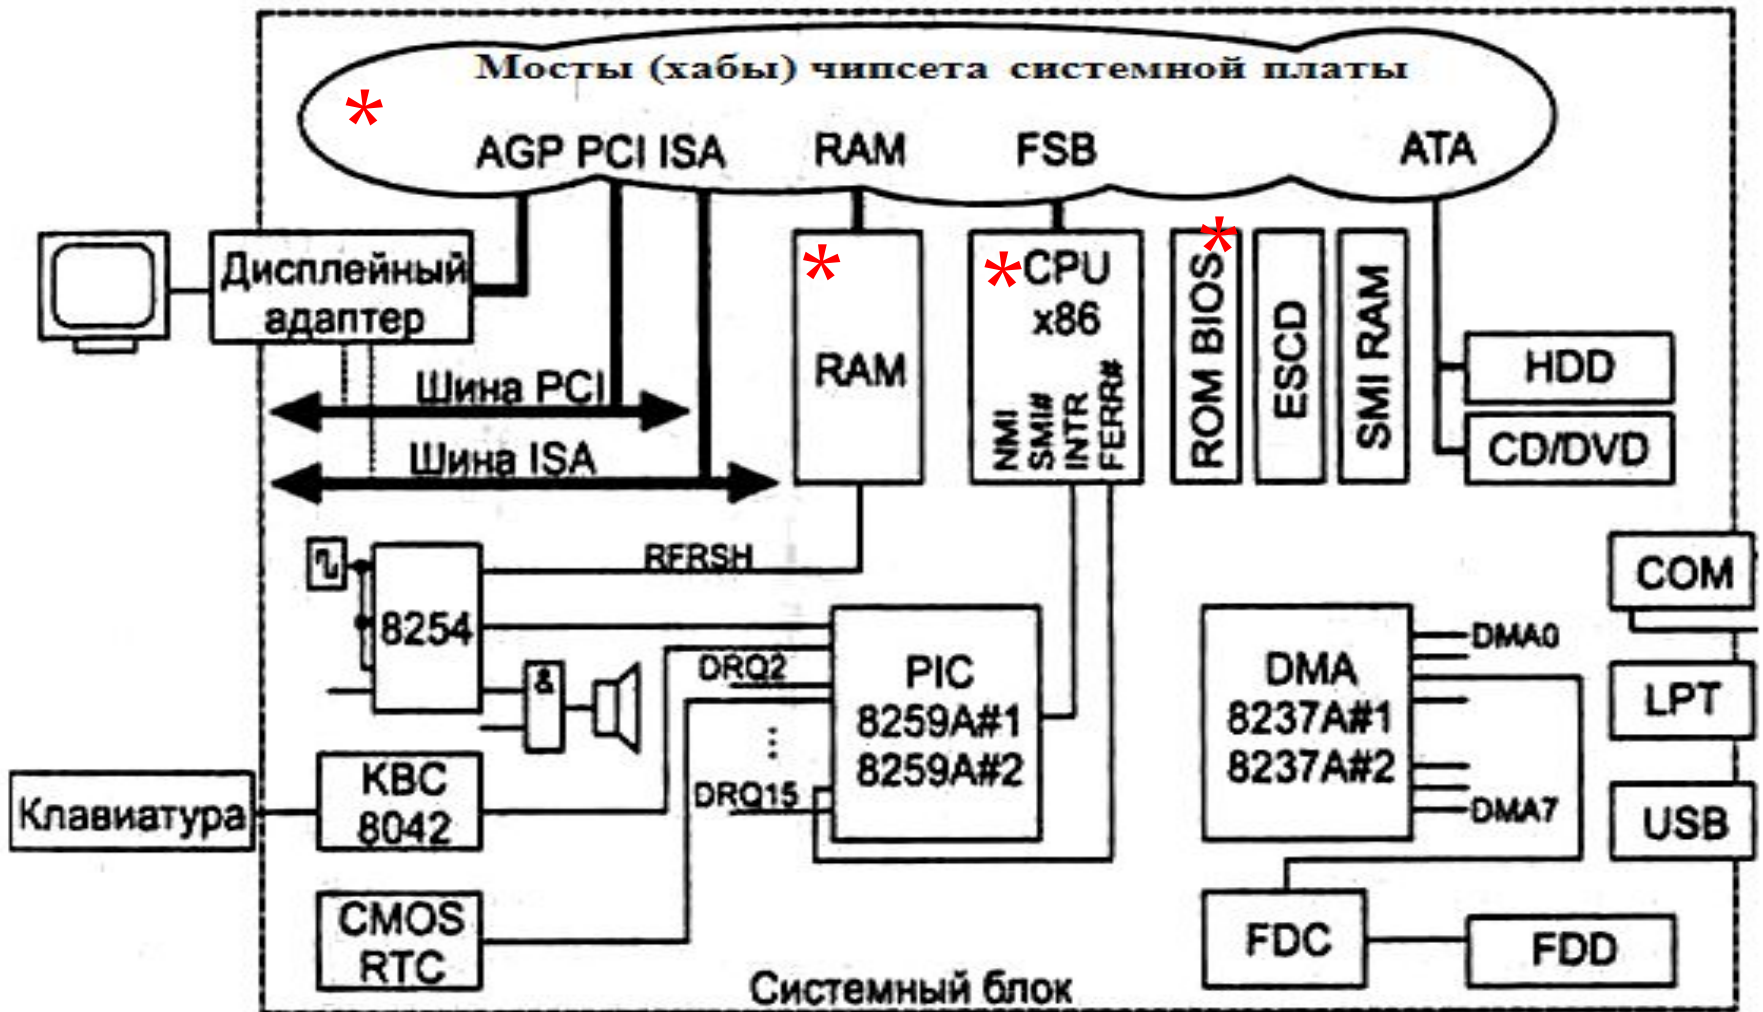 Мосты (хабы) чипсета системной платы
*
AGP PCI ISA RAM FSB ATA
Дисплейный
адаптер
*
RAM
*
CPU
x86
NMI
SMI#
INTR
FERR#
*
ROM BIOS
ESCD
SMI RAM
HDD
CD/DVD
Шина PCI
Шина ISA
RFRSH
8254
&
DRQ2
⋮
DRQ15
PIC
8259A#1
8259A#2
DMA
8237A#1
8237A#2
DMA0
DMA7
COM
LPT
USB
Клавиатура
KBC
8042
CMOS
RTC
FDC
FDD
Системный блок